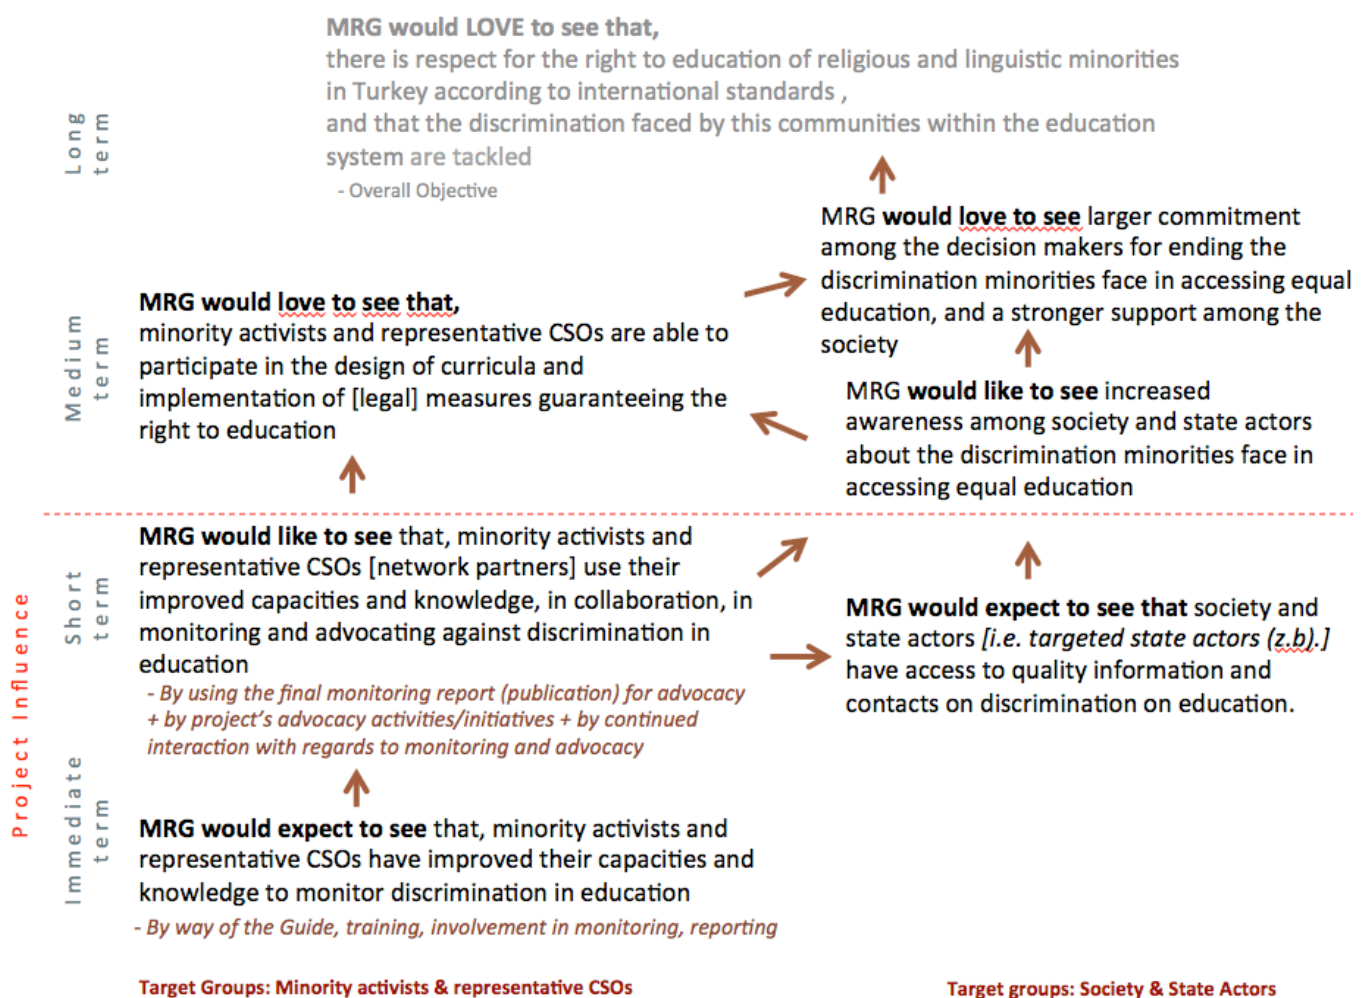 MRG would LOVE to see that,
there is respect for the right to education of religious and linguistic minorities
in Turkey according to international standards ,
and that the discrimination faced by this communities within the education
system are tackled
- Overall Objective
Long
term
MRG would love to see larger commitment
among the decision makers for ending the
discrimination minorities face in accessing equal
education, and a stronger support among the
society
MRG would love to see that,
minority activists and representative CSOs are able to
participate in the design of curricula and
implementation of [legal] measures guaranteeing the
right to education
Medium
term
MRG would like to see increased
awareness among society and state actors
about the discrimination minorities face in
accessing equal education
MRG would like to see that, minority activists and
representative CSOs [network partners] use their
improved capacities and knowledge, in collaboration, in
monitoring and advocating against discrimination in
education
- By using the final monitoring report (publication) for advocacy
+ by project's advocacy activities/initiatives + by continued
interaction with regards to monitoring and advocacy
Short
term
MRG would expect to see that society and
state actors [i.e. targeted state actors (z.b).]
have access to quality information and
contacts on discrimination on education.
Project Influence
Immediate
term
MRG would expect to see that, minority activists and
representative CSOs have improved their capacities and
knowledge to monitor discrimination in education
- By way of the Guide, training, involvement in monitoring, reporting
Target Groups: Minority activists & representative CSOs
Target groups: Society & State Actors